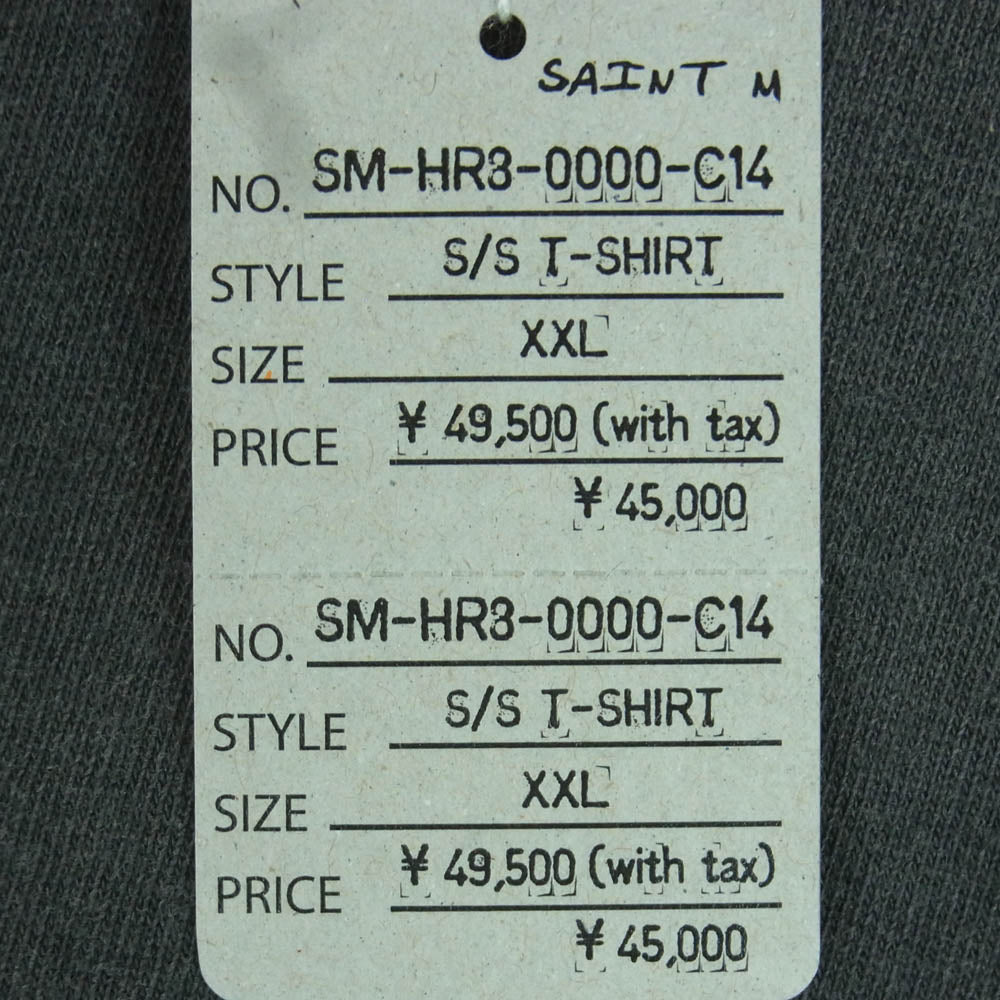 SAINT M
NO. SM-HR3-0000-C14
STYLE S/S T-SHIRT
SIZE XXL
PRICE ¥ 49,500 (with tax)
¥ 45,000
NO. SM-HR3-0000-C14
STYLE S/S T-SHIRT
SIZE XXL
PRICE ¥ 49,500 (with tax)
¥ 45,000